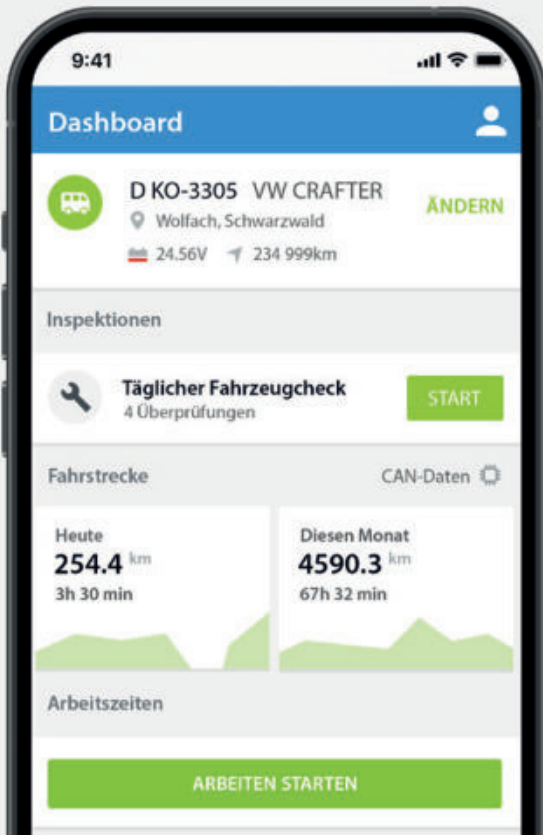 9:41
Dashboard
D KO-3305 VW CRAFTER
ÄNDERN
Wolfach, Schwarzwald
24.56V 234 999km
Inspektionen
Täglicher Fahrzeugcheck
4 Überprüfungen
START
Fahrstrecke
CAN-Daten
Heute
254.4 km
3h 30 min
Diesen Monat
4590.3 km
67h 32 min
Arbeitszeiten
ARBEITEN STARTEN